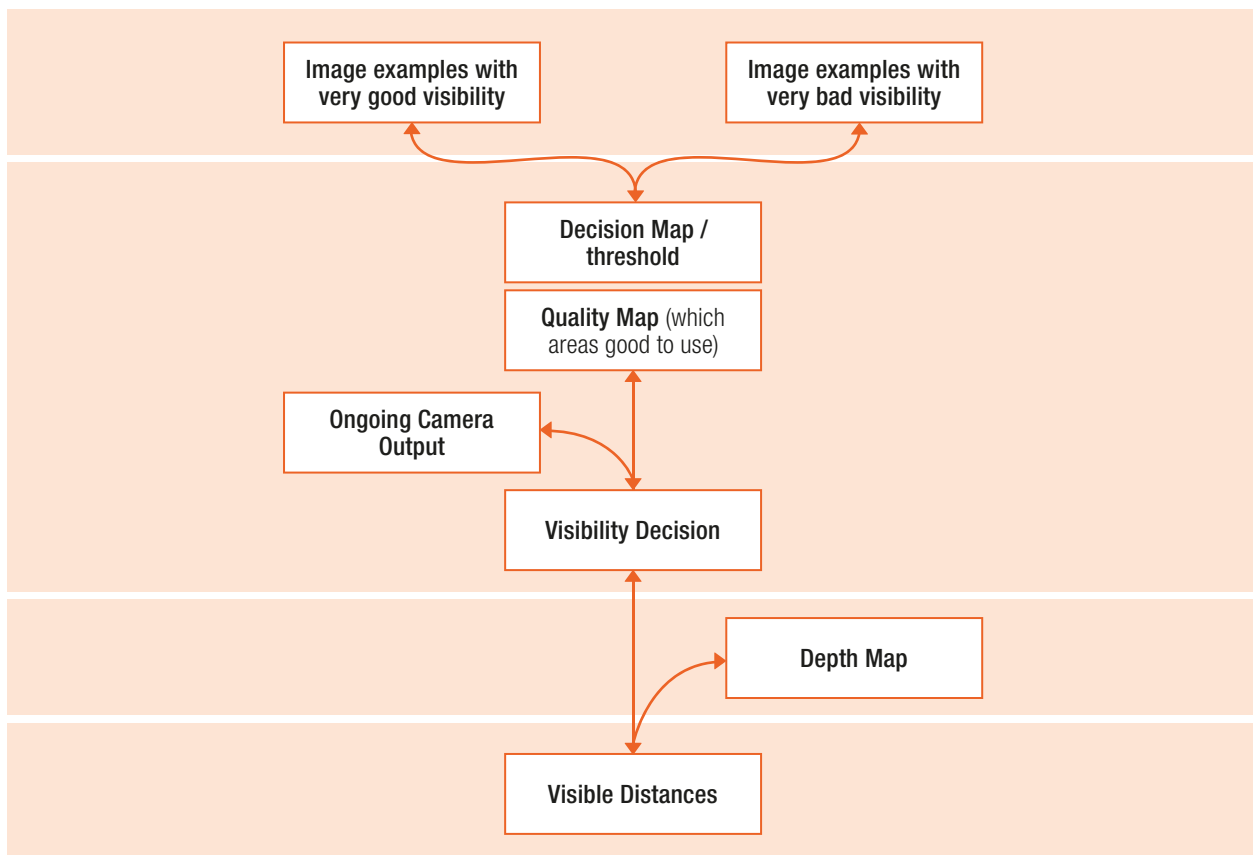 Image examples with
very good visibility
Image examples with
very bad visibility
Decision Map /
threshold
Quality Map (which
areas good to use)
Ongoing Camera
Output
Visibility Decision
Depth Map
Visible Distances